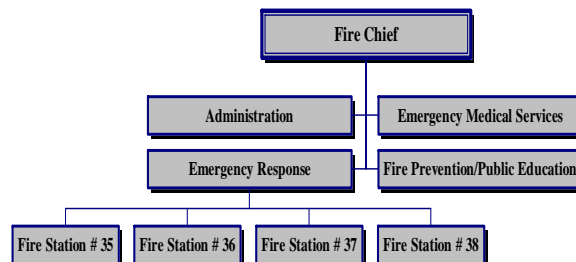 Fire Chief
Administration
Emergency Medical Services
Emergency Response
Fire Prevention/Public Education
Fire Station # 35
Fire Station # 36
Fire Station # 37
Fire Station # 38